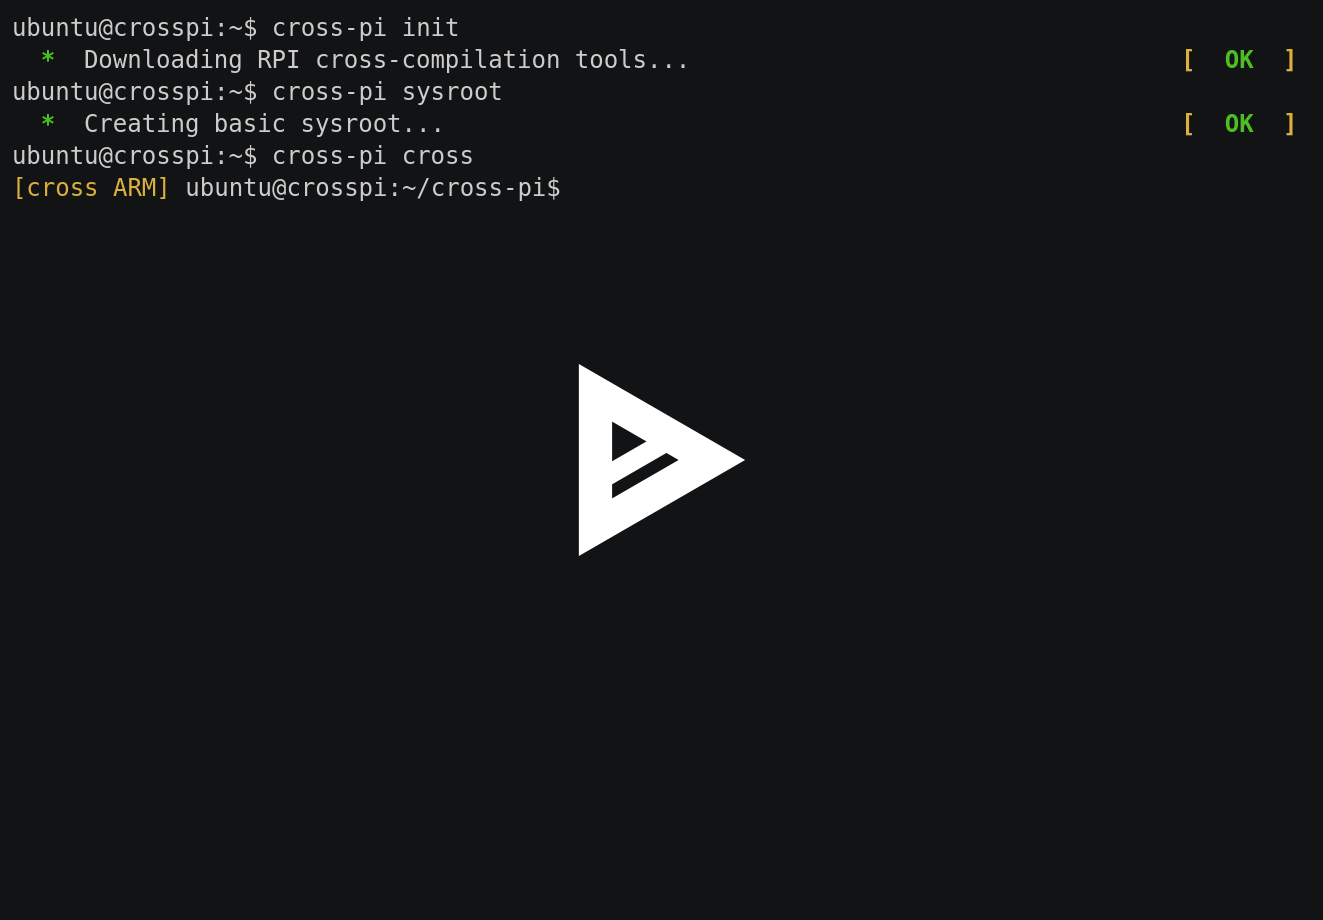 ubuntu@crosspi:~$ cross-pi init
* Downloading RPI cross-compilation tools... [ OK ]
ubuntu@crosspi:~$ cross-pi sysroot
* Creating basic sysroot... [ OK ]
ubuntu@crosspi:~$ cross-pi cross
[cross ARM] ubuntu@crosspi:~/cross-pi$